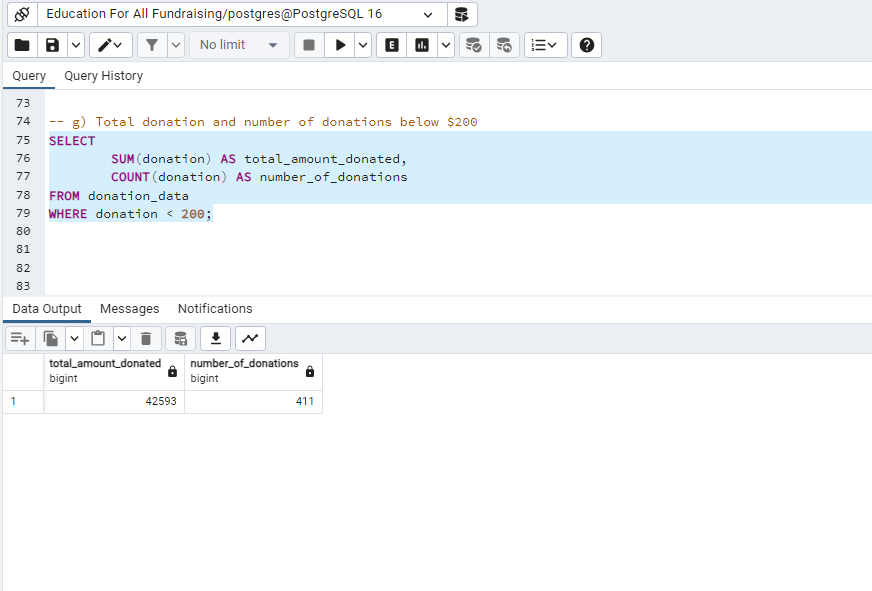 Education For All Fundraising/postgres@PostgreSQL 16
No limit
E
Query Query History
73
74 -- g) Total donation and number of donations below $200
75 SELECT
76 SUM(donation) AS total_amount_donated,
77 COUNT(donation) AS number_of_donations
78 FROM donation_data
79 WHERE donation < 200;
80
81
82
83
Data Output Messages Notifications
total_amount_donated number_of_donations
bigint bigint
1 42593 411